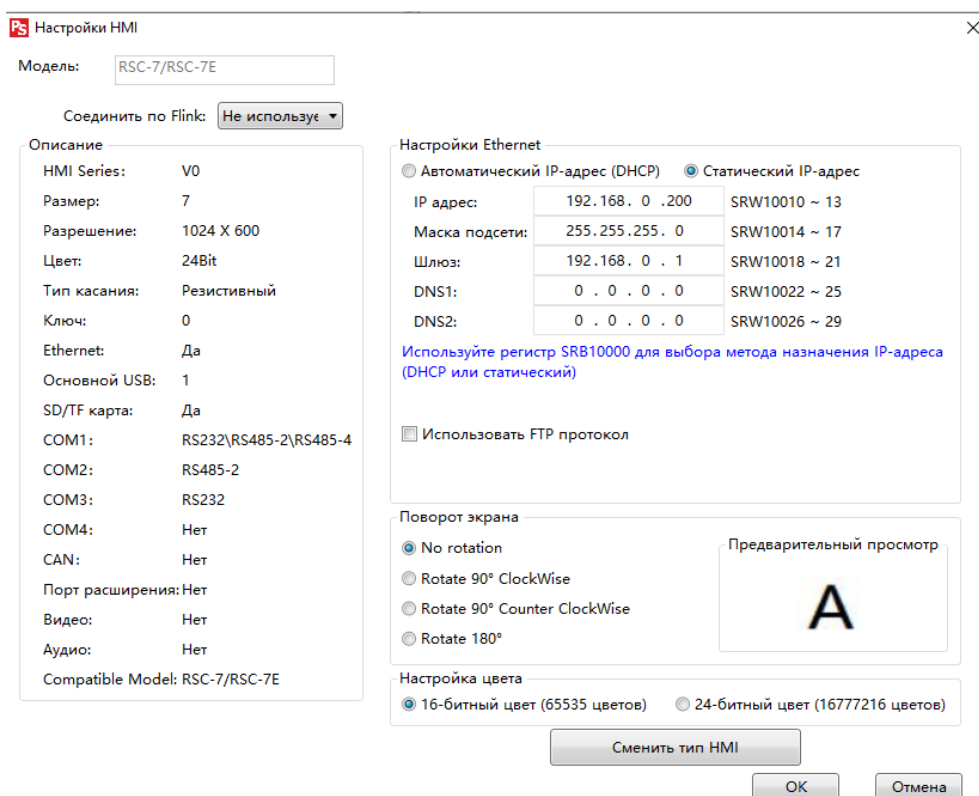 PS Настройки HMI
Модель: RSC-7/RSC-7E
Соединить по Flink: Не используе
Описание
HMI Series: V0
Размер: 7
Разрешение: 1024 X 600
Цвет: 24Bit
Тип касания: Резистивный
Ключ: 0
Ethernet: Да
Основной USB: 1
SD/TF карта: Да
COM1: RS232\RS485-2\RS485-4
COM2: RS485-2
COM3: RS232
COM4: Нет
CAN: Нет
Порт расширения: Нет
Видео: Нет
Аудио: Нет
Compatible Model: RSC-7/RSC-7E
Настройки Ethernet
Автоматический IP-адрес (DHCP) Статический IP-адрес
IP адрес: 192.168. 0 .200 SRW10010 ~ 13
Маска подсети: 255.255.255. 0 SRW10014 ~ 17
Шлюз: 192.168. 0 . 1 SRW10018 ~ 21
DNS1: 0 . 0 . 0 . 0 SRW10022 ~ 25
DNS2: 0 . 0 . 0 . 0 SRW10026 ~ 29
Используйте регистр SRB10000 для выбора метода назначения IP-адреса
(DHCP или статический)
Использовать FTP протокол
Поворот экрана
No rotation
Rotate 90° ClockWise
Rotate 90° Counter ClockWise
Rotate 180°
Предварительный просмотр
A
Настройка цвета
16-битный цвет (65535 цветов) 24-битный цвет (16777216 цветов)
Сменить тип HMI
OK Отмена